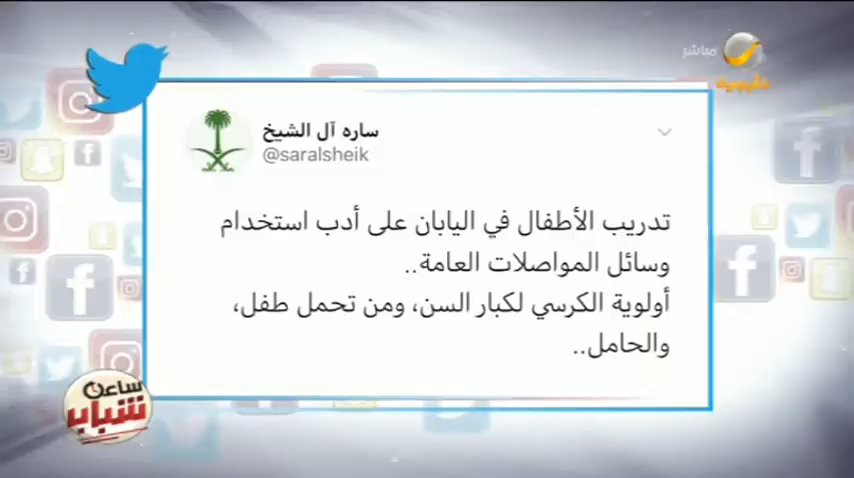 مباشر
ساره آل الشيخ
@saralsheik
تدريب الأطفال في اليابان على أدب استخدام
وسائل المواصلات العامة..
أولوية الكرسي لكبار السن، ومن تحمل طفل،
والحامل..
ساعة
شباب